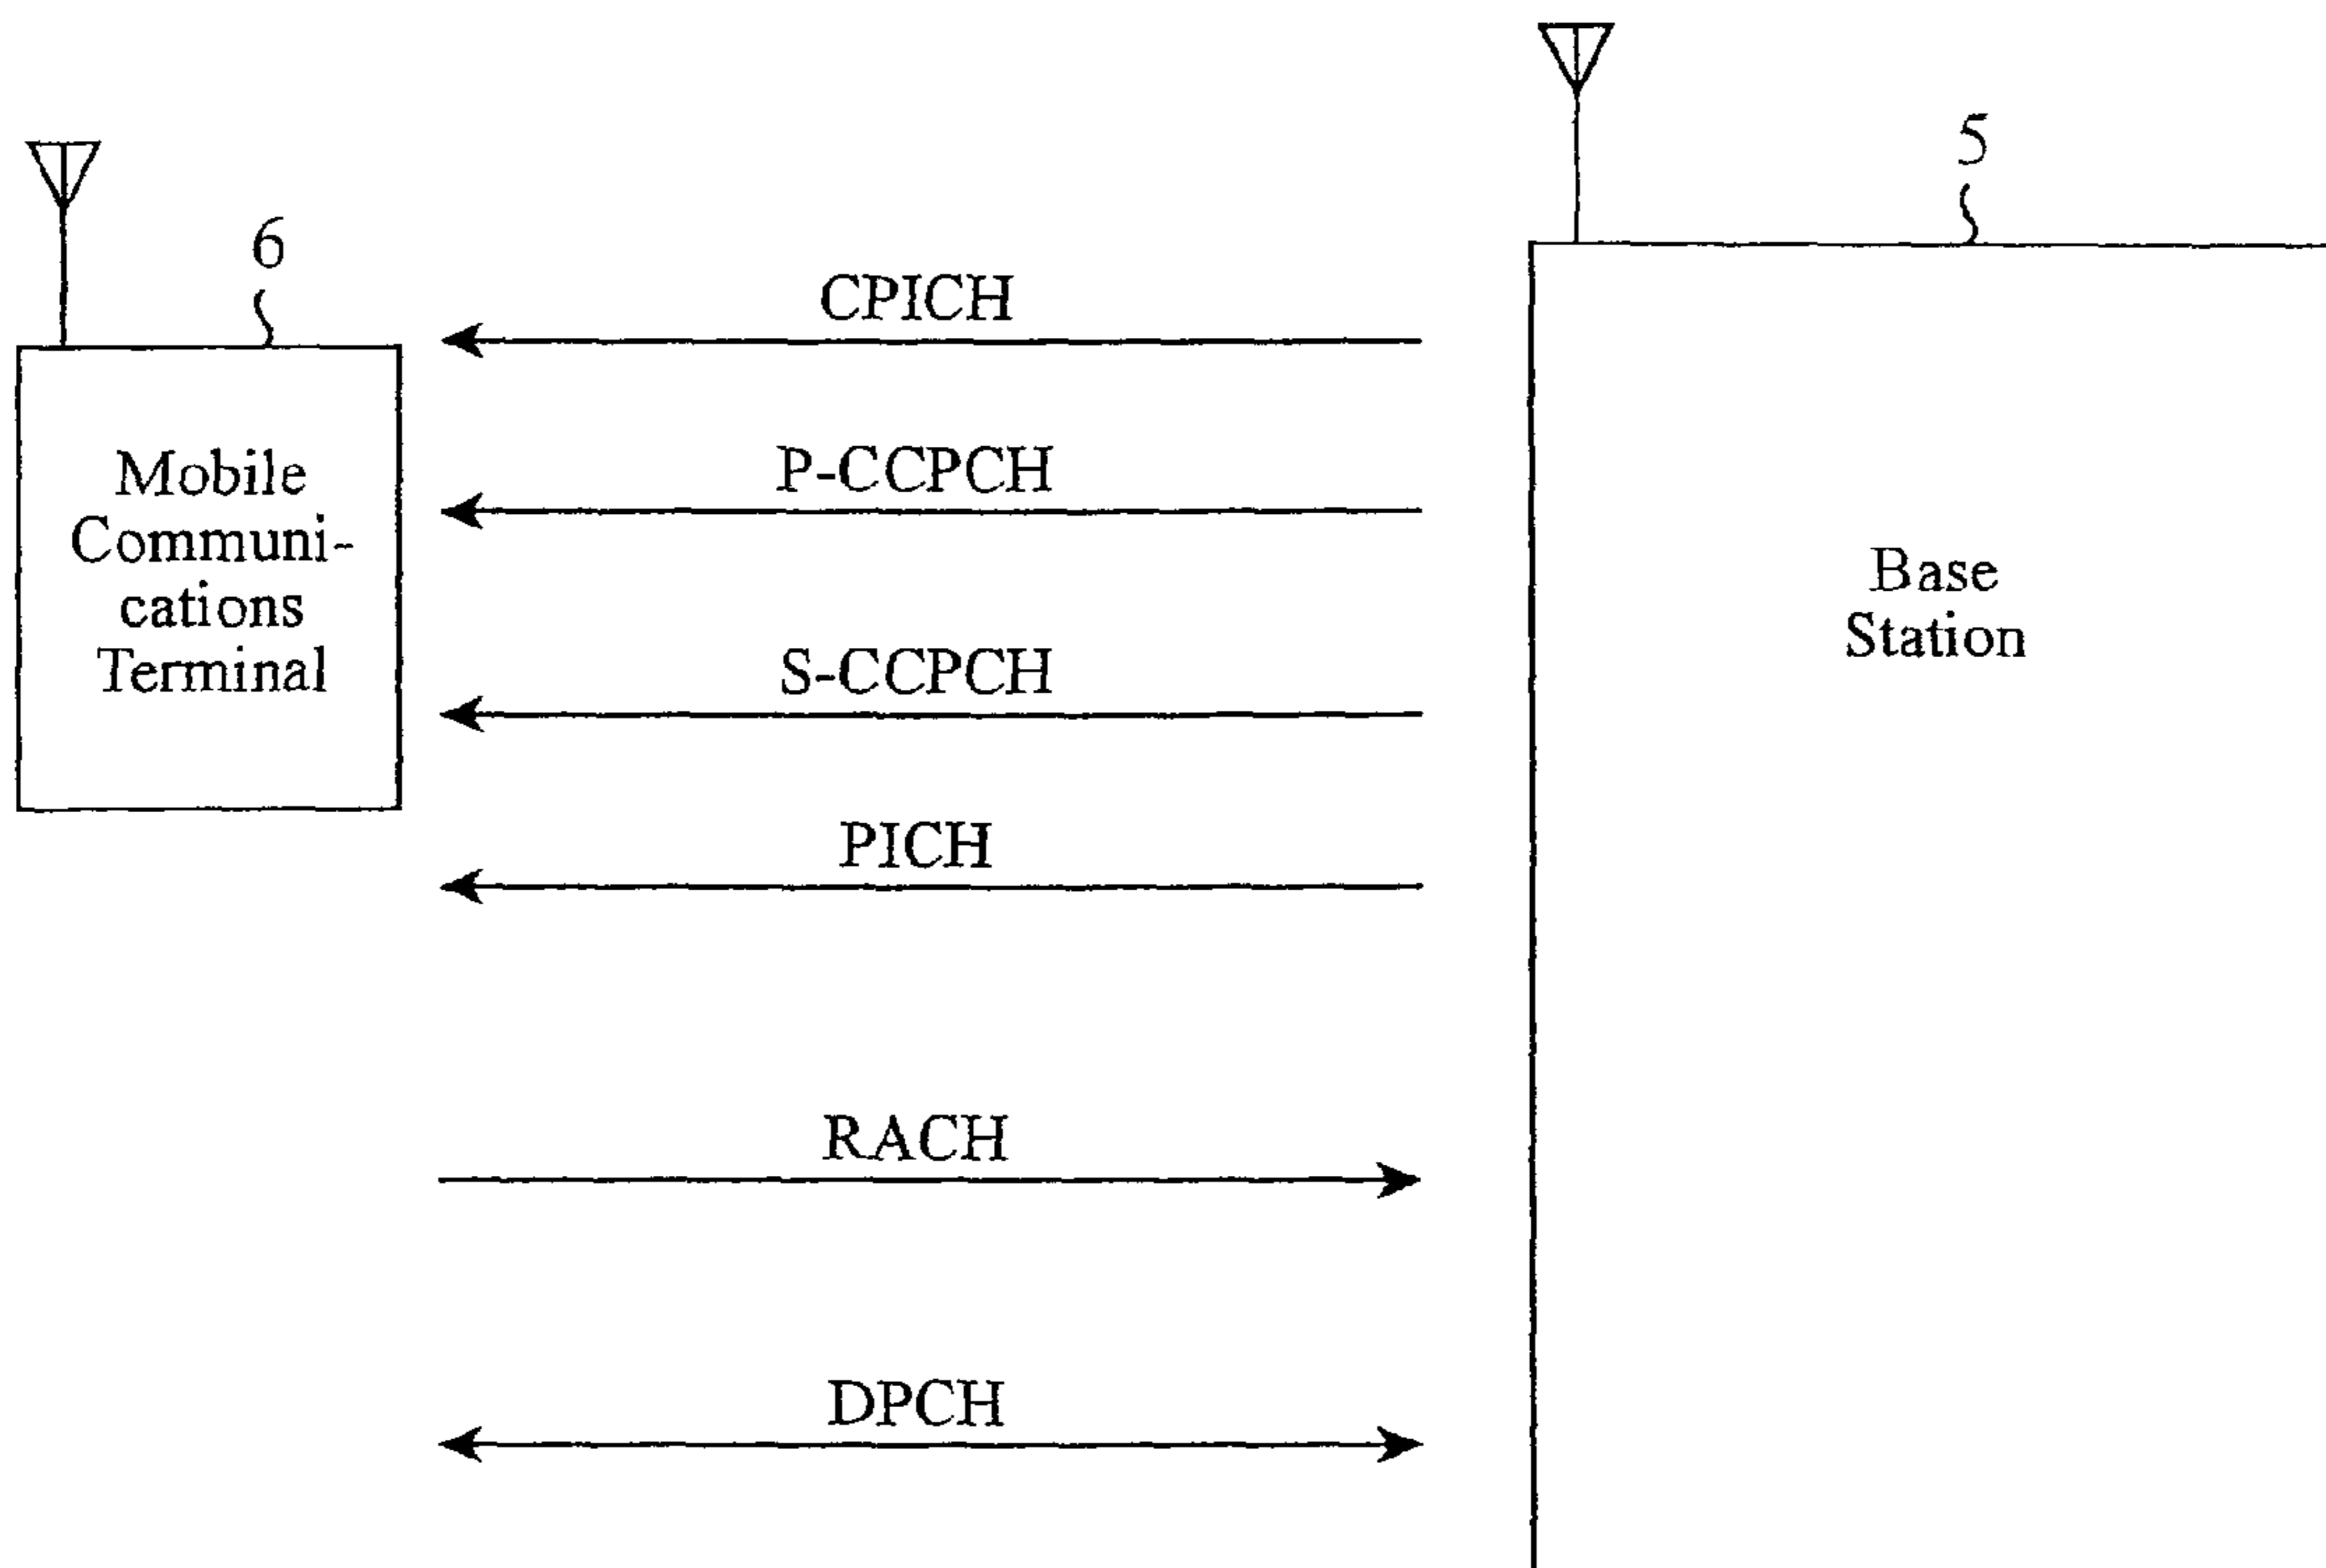 5
6
CPICH
P-CCPCH
Mobile
Communi-
cations
Terminal
Base
Station
S-CCPCH
PICH
RACH
DPCH